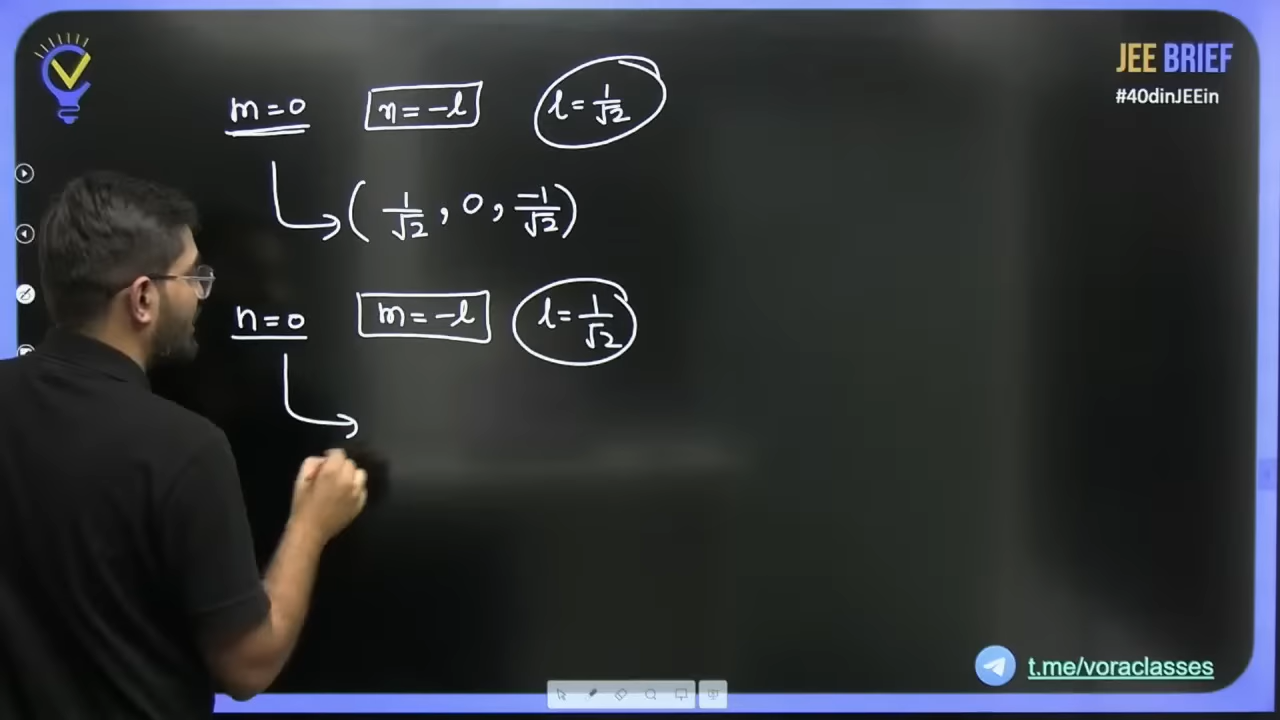 JEE BRIEF
#40dinJEEin
m=0 n=-l l=1/√2
(1/√2, 0, -1/√2)
n=0 m=-l l=1/√2
t.me/voraclasses